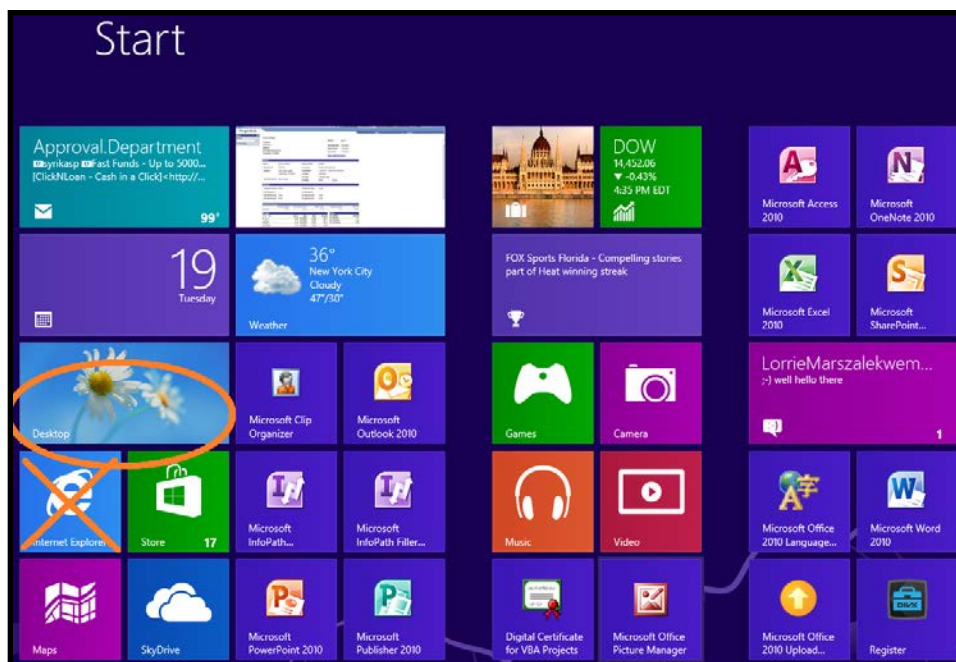 Start
Approval.Department
synkasp Fast Funds - Up to 5000...
[ClickNLoan - Cash in a Click]<http://...
99+
DOW
14,452.06
▼ -0.43%
4:35 PM EDT
Microsoft Access
2010
Microsoft
OneNote 2010
19
Tuesday
36°
New York City
Cloudy
47°/30°
Weather
FOX Sports Florida - Compelling stories
part of Heat winning streak
Microsoft Excel
2010
Microsoft
SharePoint...
Desktop
Microsoft Clip
Organizer
Microsoft
Outlook 2010
Games
Camera
LorrieMarszalekwem...
;-) well hello there
1
Internet Explorer
Store
17
Microsoft
InfoPath...
Microsoft
InfoPath Filler...
Music
Video
Microsoft Office
2010 Language...
Microsoft Word
2010
Maps
SkyDrive
Microsoft
PowerPoint 2010
Microsoft
Publisher 2010
Digital Certificate
for VBA Projects
Microsoft Office
Picture Manager
Microsoft Office
2010 Upload...
Register